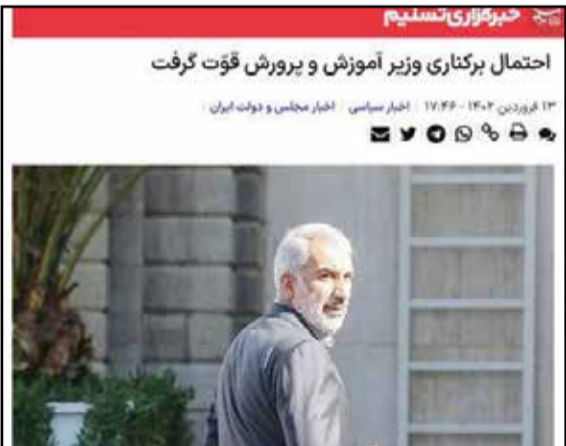 خبرگزاری تسنیم
احتمال برکناری وزیر آموزش و پرورش قوّت گرفت
۱۳ فروردین ۱۴۰۲ - ۱۷:۴۶ | اخبار سیاسی | اخبار مجلس و دولت ایران